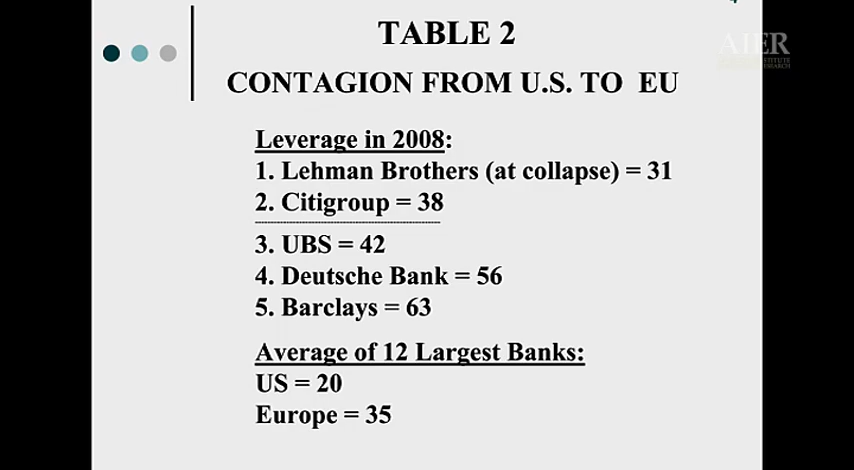 AIER
TABLE 2
CONTAGION FROM U.S. TO EU
Leverage in 2008:
1. Lehman Brothers (at collapse) = 31
2. Citigroup = 38
3. UBS = 42
4. Deutsche Bank = 56
5. Barclays = 63
Average of 12 Largest Banks:
US = 20
Europe = 35